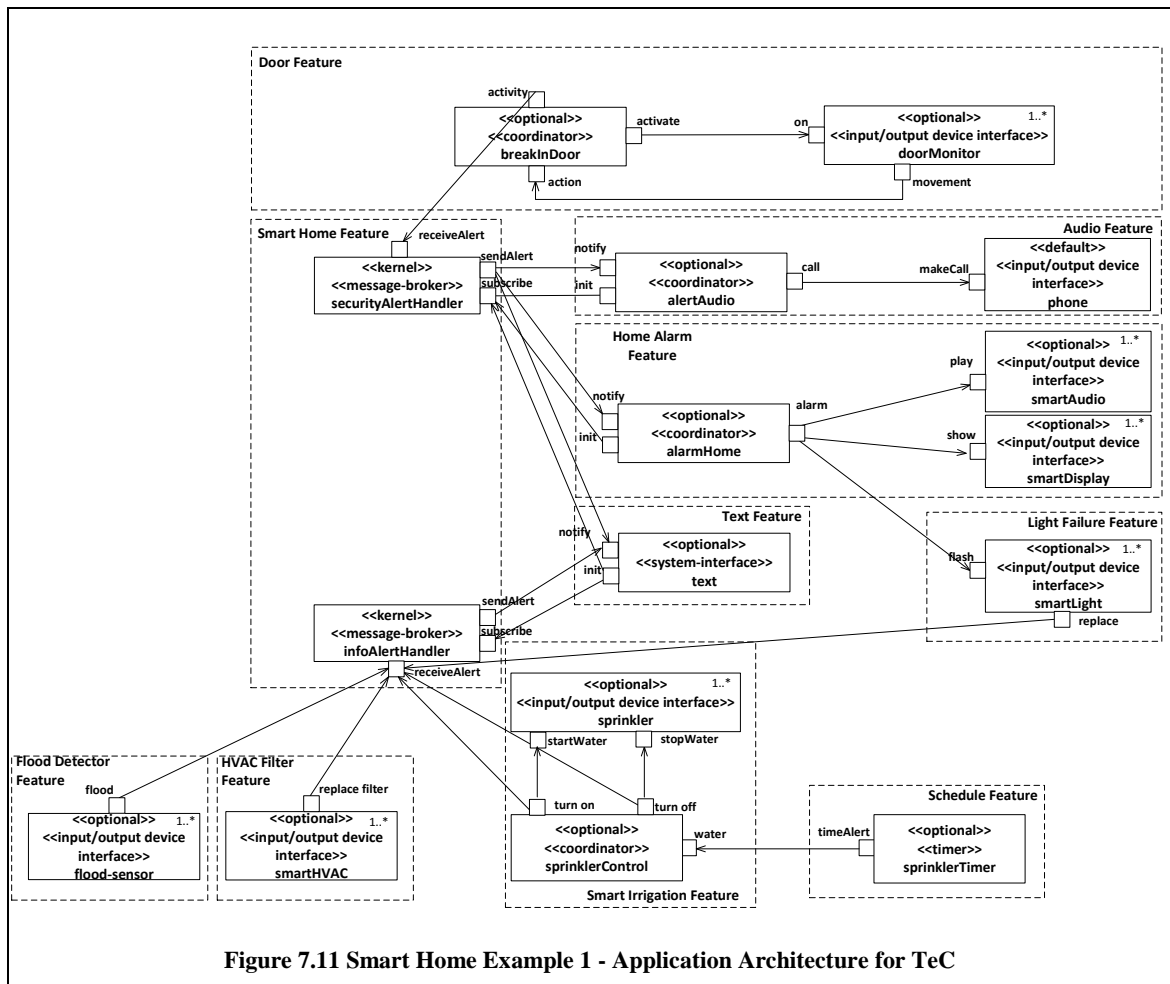 Door Feature
activity
<<optional>>
<<coordinator>>
breakInDoor
activate
action
on
<<optional>>
1..*
<<input/output device interface>>
doorMonitor
movement
Smart Home Feature
receiveAlert
<<kernel>>
<<message-broker>>
securityAlertHandler
sendAlert
subscribe
Audio Feature
notify
init
<<optional>>
<<coordinator>>
alertAudio
call
makeCall
<<default>>
<<input/output device
interface>>
phone
Home Alarm
Feature
notify
init
<<optional>>
<<coordinator>>
alarmHome
alarm
play
<<optional>>
1..*
<<input/output device
interface>>
smartAudio
show
<<optional>>
1..*
<<input/output device
interface>>
smartDisplay
Text Feature
notify
init
<<optional>>
<<system-interface>>
text
Light Failure Feature
flash
<<optional>>
1..*
<<input/output device
interface>>
smartLight
replace
<<kernel>>
<<message-broker>>
infoAlertHandler
sendAlert
subscribe
receiveAlert
<<optional>>
1..*
<<input/output device interface>>
sprinkler
startWater
stopWater
turn on
turn off
<<optional>>
<<coordinator>>
sprinklerControl
water
Smart Irrigation Feature
Flood Detector
Feature
flood
<<optional>>
1..*
<<input/output device
interface>>
flood-sensor
HVAC Filter
Feature
replace filter
<<optional>>
1..*
<<input/output device
interface>>
smartHVAC
Schedule Feature
timeAlert
<<optional>>
<<timer>>
sprinklerTimer
Figure 7.11 Smart Home Example 1 - Application Architecture for TeC